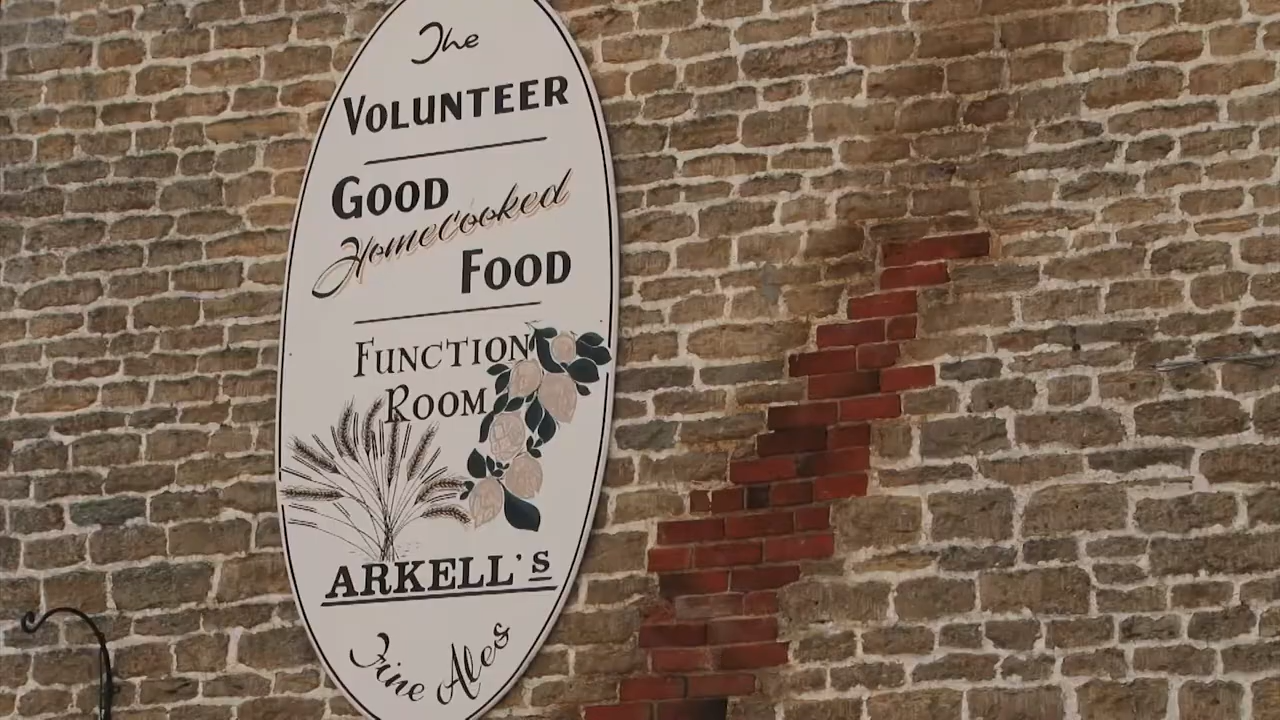 The
VOLUNTEER
GOOD
Homecooked
FOOD
FUNCTION
ROOM
ARKELL's
Fine Ales